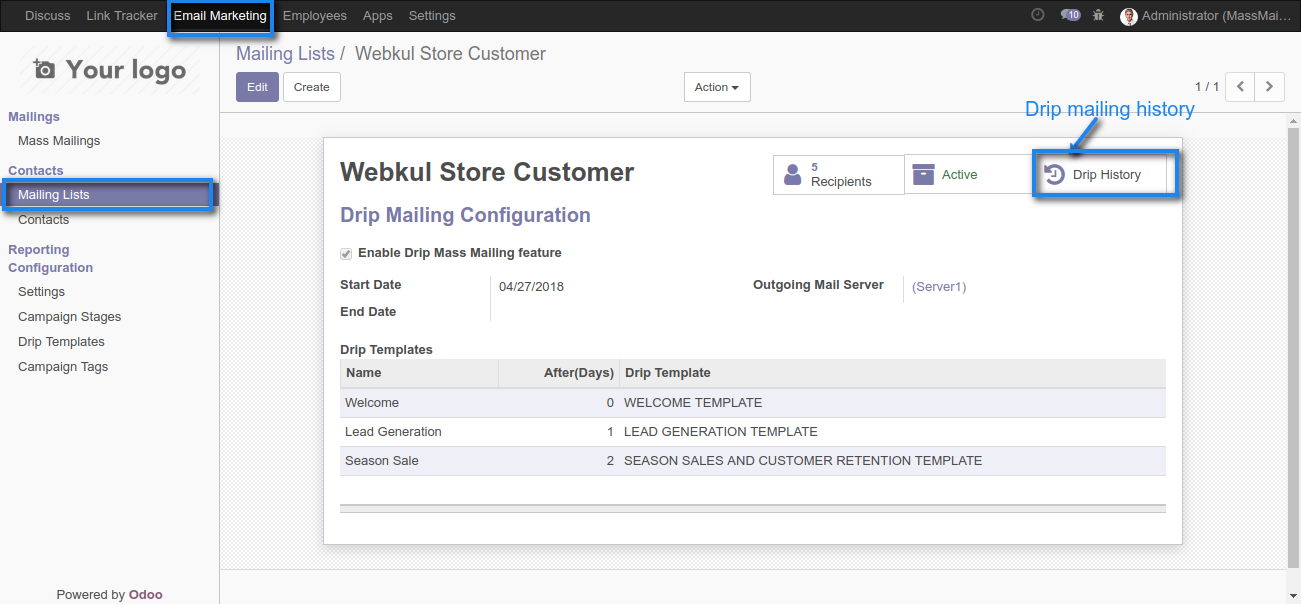 Discuss Link Tracker Email Marketing Employees Apps Settings 10 Administrator (MassMai...
Your logo
Mailings
Mass Mailings
Contacts
Mailing Lists
Contacts
Reporting
Configuration
Settings
Campaign Stages
Drip Templates
Campaign Tags
Powered by Odoo
Mailing Lists / Webkul Store Customer
Edit Create Action 1 / 1
Drip mailing history
Webkul Store Customer
5
Recipients
Active
Drip History
Drip Mailing Configuration
Enable Drip Mass Mailing feature
Start Date 04/27/2018 Outgoing Mail Server (Server1)
End Date
Drip Templates
Name After(Days) Drip Template
Welcome 0 WELCOME TEMPLATE
Lead Generation 1 LEAD GENERATION TEMPLATE
Season Sale 2 SEASON SALES AND CUSTOMER RETENTION TEMPLATE